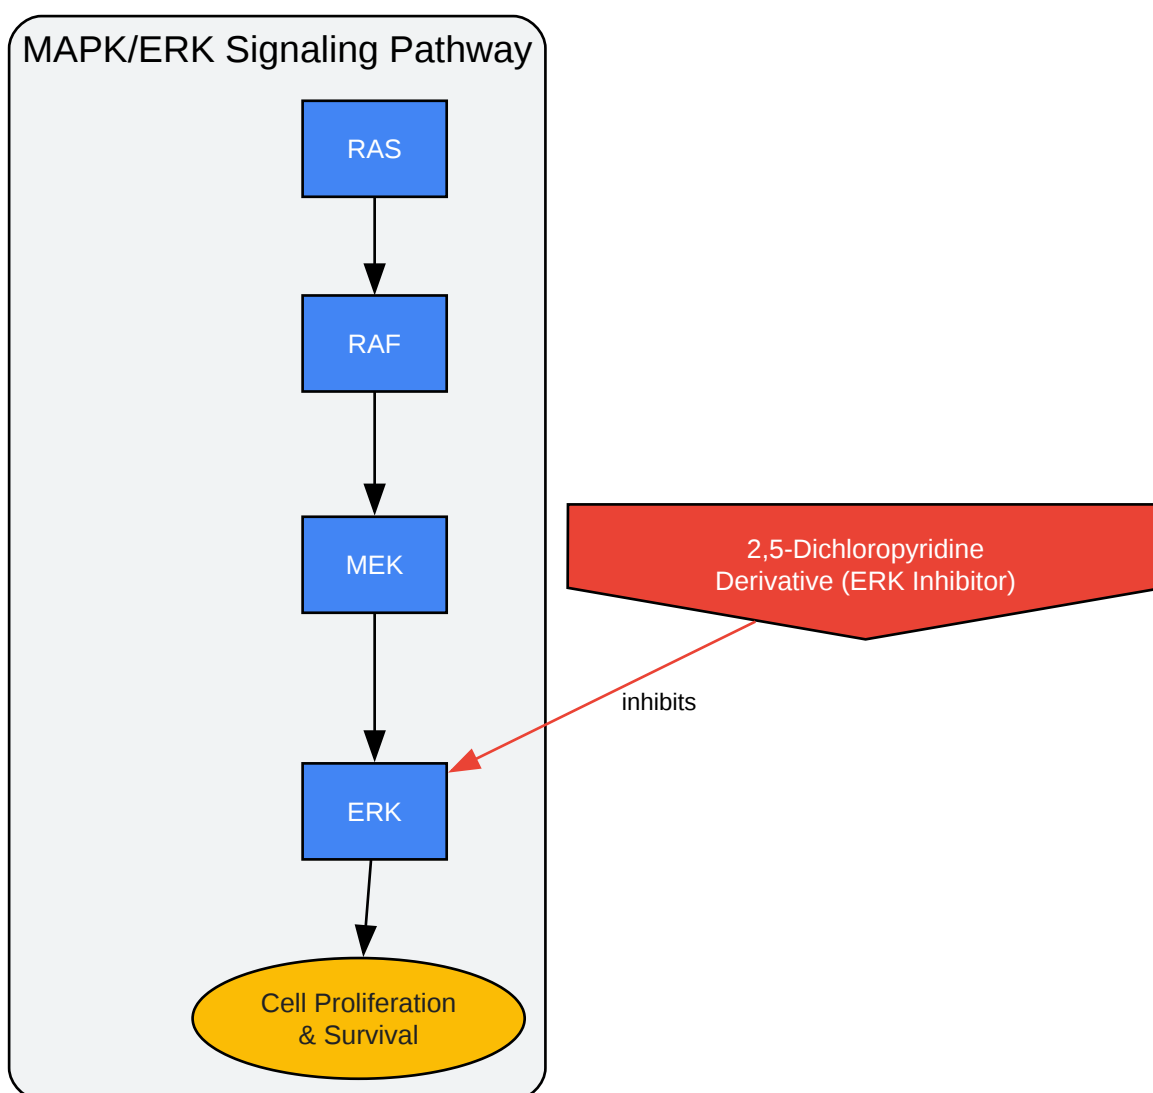 MAPK/ERK Signaling Pathway
RAS
RAF
MEK
2,5-Dichloropyridine
Derivative (ERK Inhibitor)
inhibits
ERK
Cell Proliferation
& Survival